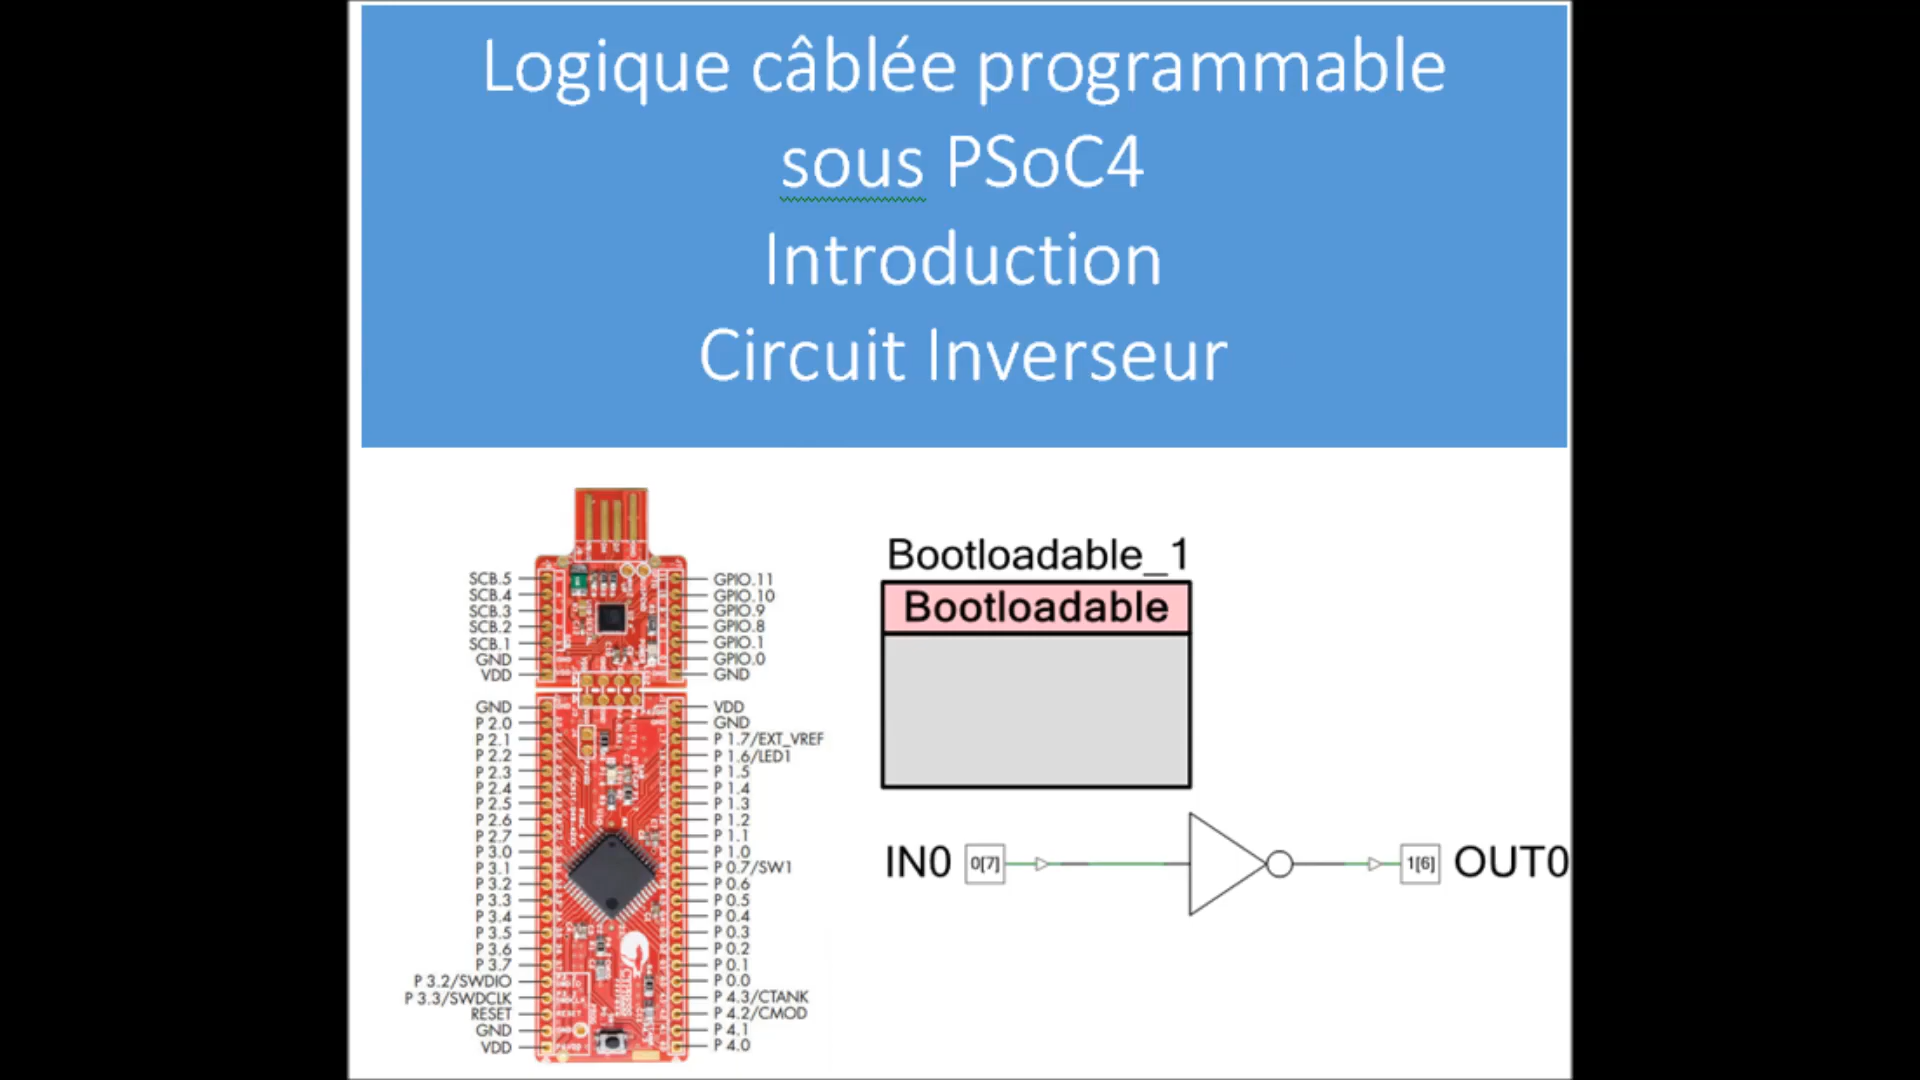 Logique câblée programmable
sous PSoC4
Introduction
Circuit Inverseur
SCB.5
SCB.4
SCB.3
SCB.2
SCB.1
GND
VDD
GPIO.11
GPIO.10
GPIO.9
GPIO.8
GPIO.1
GPIO.0
GND
GND
P 2.0
P 2.1
P 2.2
P 2.3
P 2.4
P 2.5
P 2.6
P 2.7
P 3.0
P 3.1
P 3.2
P 3.3
P 3.4
P 3.5
P 3.6
P 3.7
P 3.2/SWDIO
P 3.3/SWDCLK
RESET
GND
VDD
VDD
GND
P 1.7/EXT_VREF
P 1.6/LED1
P 1.5
P 1.4
P 1.3
P 1.2
P 1.1
P 1.0
P 0.7/SW1
P 0.6
P 0.5
P 0.4
P 0.3
P 0.2
P 0.1
P 0.0
P 4.3/CTANK
P 4.2/CMOD
P 4.1
P 4.0
Bootloadable_1
Bootloadable
IN0 0[7] 1[6] OUT0